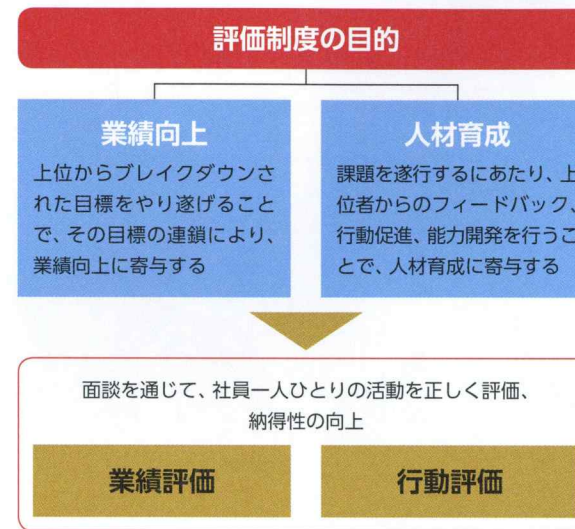 評価制度の目的
業績向上
上位からブレイクダウンさ
れた目標をやり遂げること
で、その目標の連鎖により、
業績向上に寄与する
人材育成
課題を遂行するにあたり、上
位者からのフィードバック、
行動促進、能力開発を行うこ
とで、人材育成に寄与する
面談を通じて、社員一人ひとりの活動を正しく評価、
納得性の向上
業績評価
行動評価